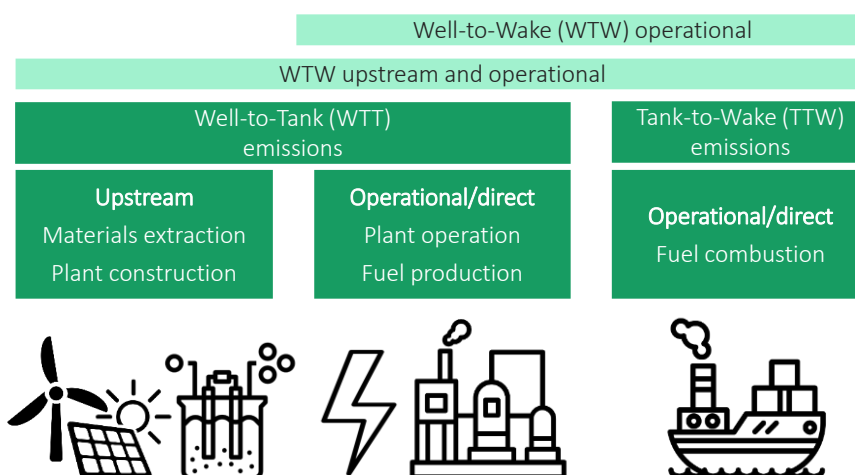 Well-to-Wake (WTW) operational
WTW upstream and operational
Well-to-Tank (WTT)
emissions
Tank-to-Wake (TTW)
emissions
Upstream
Materials extraction
Plant construction
Operational/direct
Plant operation
Fuel production
Operational/direct
Fuel combustion